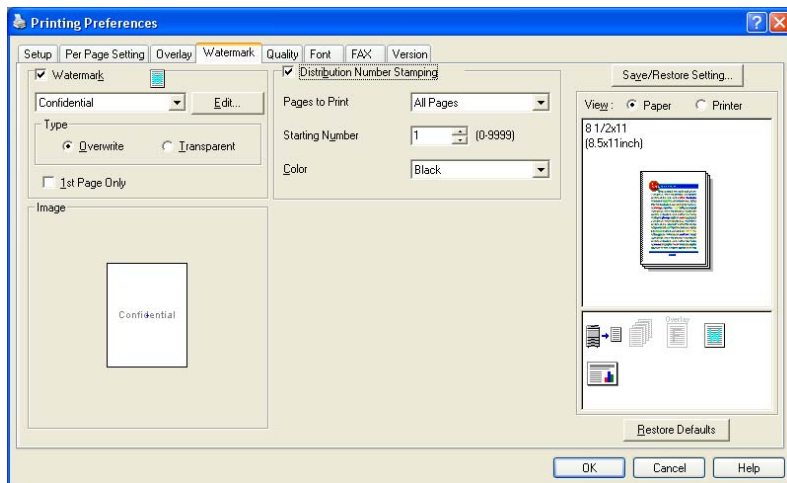 Printing Preferences
Setup Per Page Setting Overlay Watermark Quality Font FAX Version
Watermark
Confidential
Edit...
Type
Overwrite Transparent
1st Page Only
Image
Confidential
Distribution Number Stamping
Pages to Print All Pages
Starting Number 1 (0-9999)
Color Black
Save/Restore Setting...
View : Paper Printer
8 1/2x11
(8.5x11inch)
Overlay
Restore Defaults
OK Cancel Help